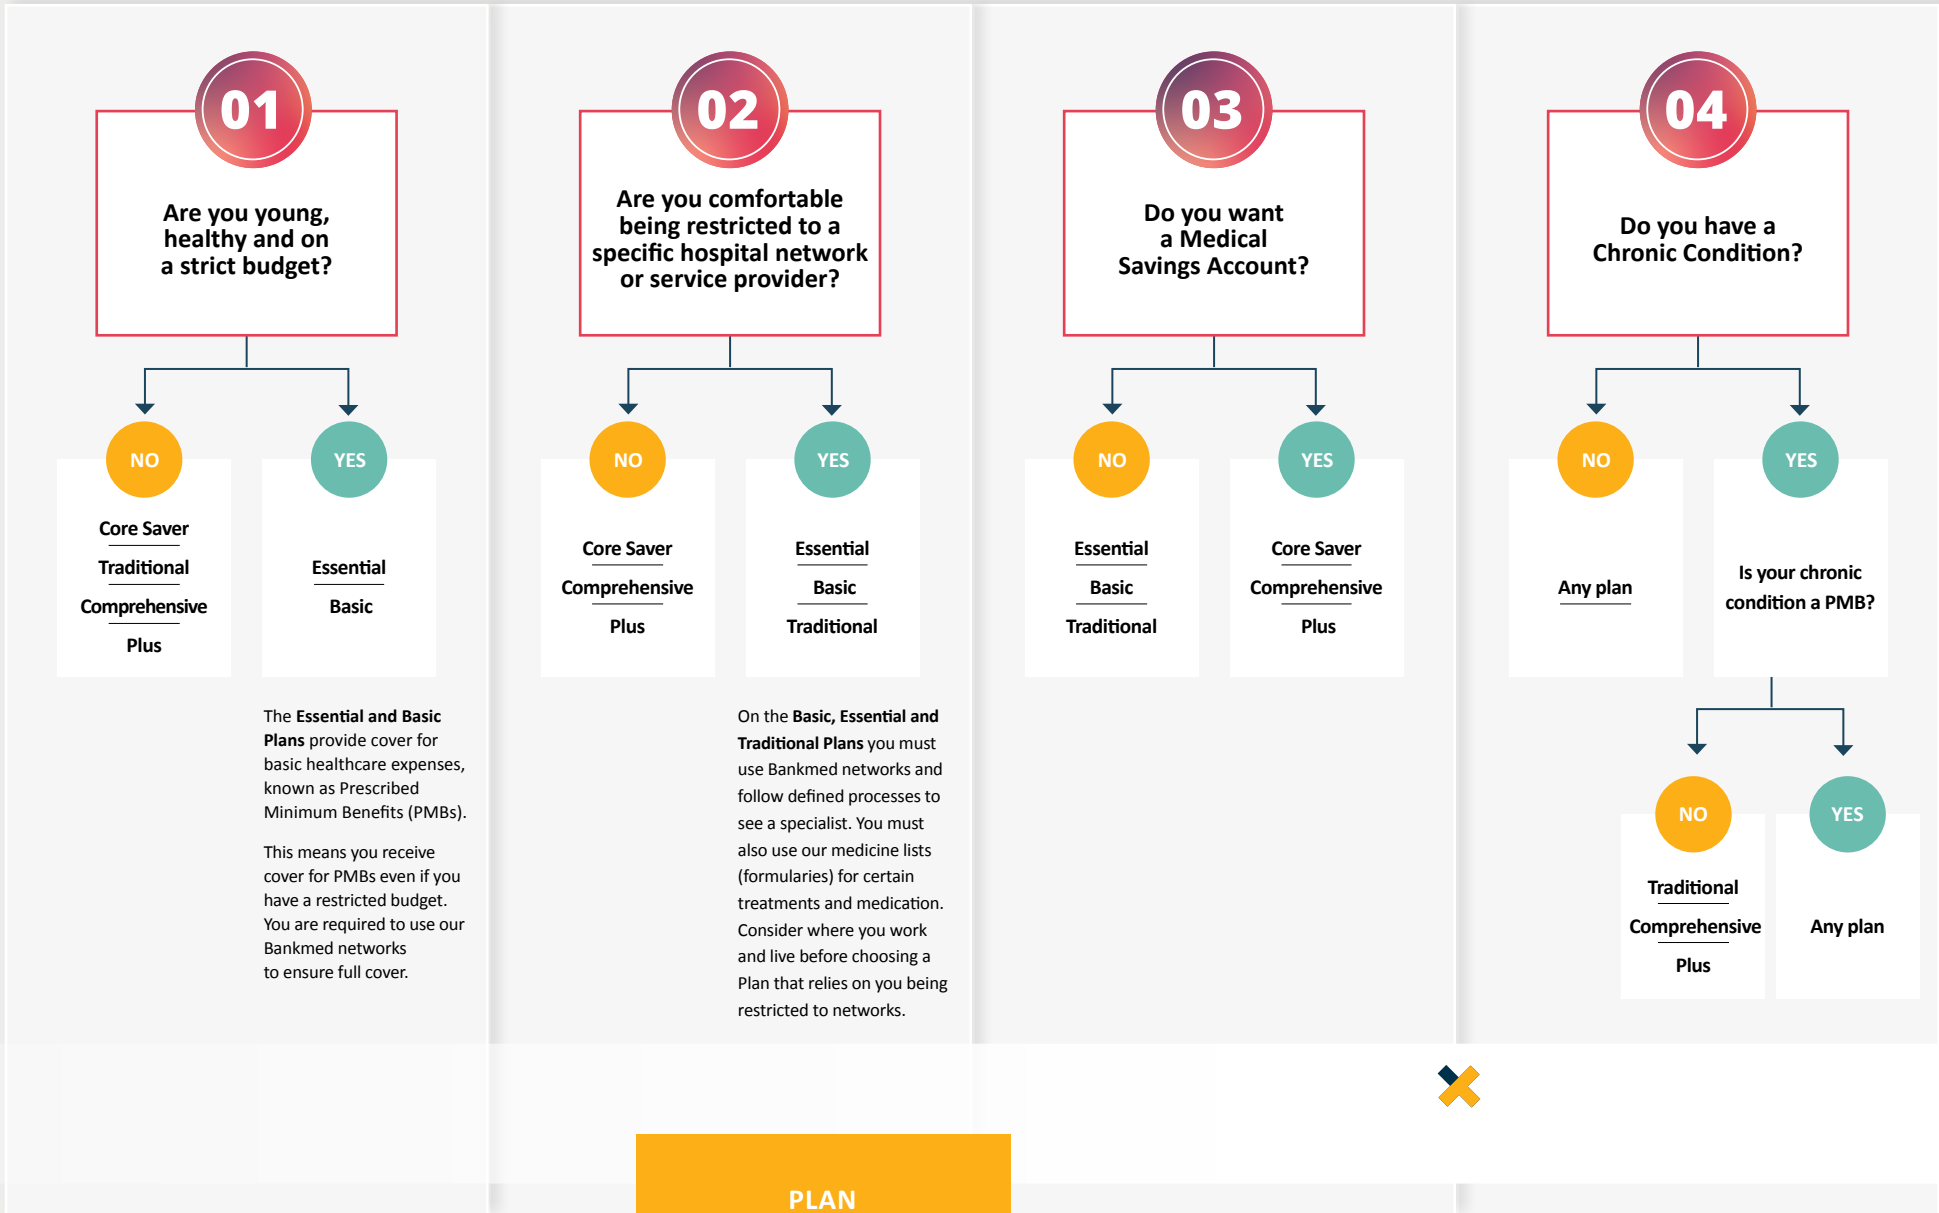 01
Are you young,
healthy and on
a strict budget?
NO
Core Saver
Traditional
Comprehensive
Plus
YES
Essential
Basic
The Essential and Basic
Plans provide cover for
basic healthcare expenses,
known as Prescribed
Minimum Benefits (PMBs).
This means you receive
cover for PMBs even if you
have a restricted budget.
You are required to use our
Bankmed networks
to ensure full cover.
02
Are you comfortable
being restricted to a
specific hospital network
or service provider?
NO
Core Saver
Comprehensive
Plus
YES
Essential
Basic
Traditional
On the Basic, Essential and
Traditional Plans you must
use Bankmed networks and
follow defined processes to
see a specialist. You must
also use our medicine lists
(formularies) for certain
treatments and medication.
Consider where you work
and live before choosing a
Plan that relies on you being
restricted to networks.
03
Do you want
a Medical
Savings Account?
NO
Essential
Basic
Traditional
YES
Core Saver
Comprehensive
Plus
04
Do you have a
Chronic Condition?
NO
Any plan
YES
Is your chronic
condition a PMB?
NO
Traditional
Comprehensive
Plus
YES
Any plan
PLAN